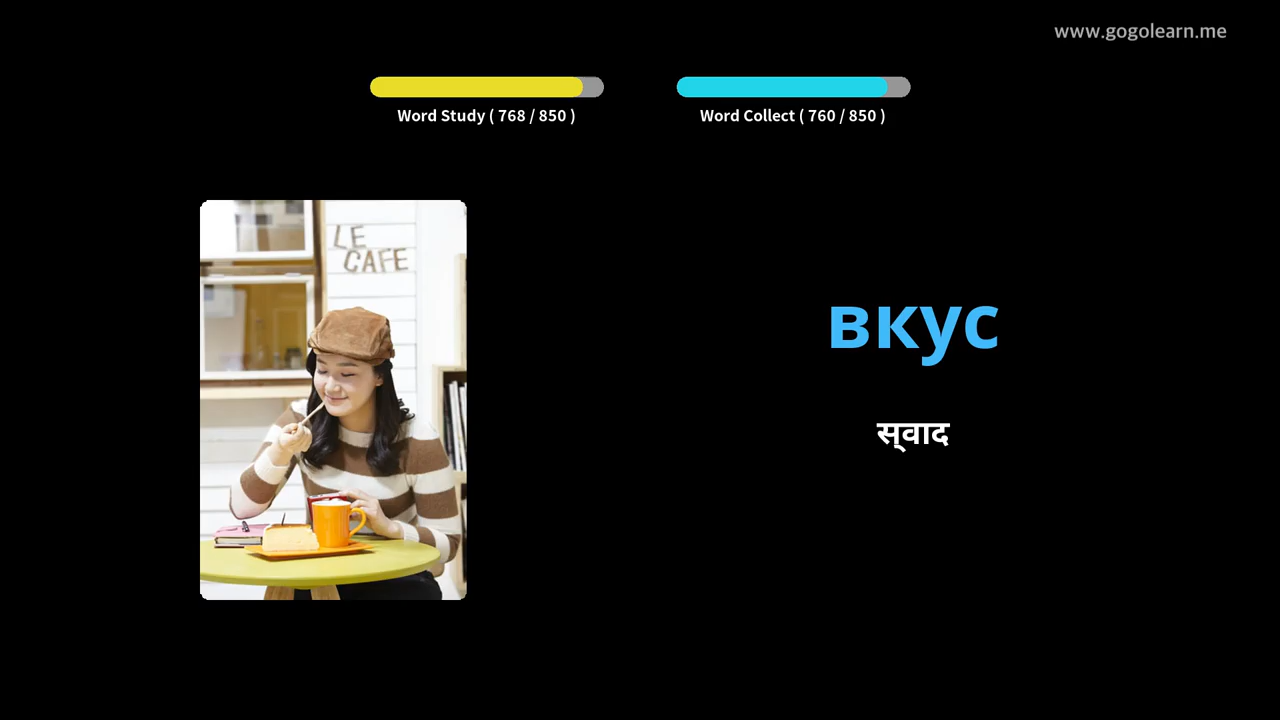 www.gogolearn.me
Word Study ( 768 / 850 )
Word Collect ( 760 / 850 )
LE
CAFE
вкус
स्वाद